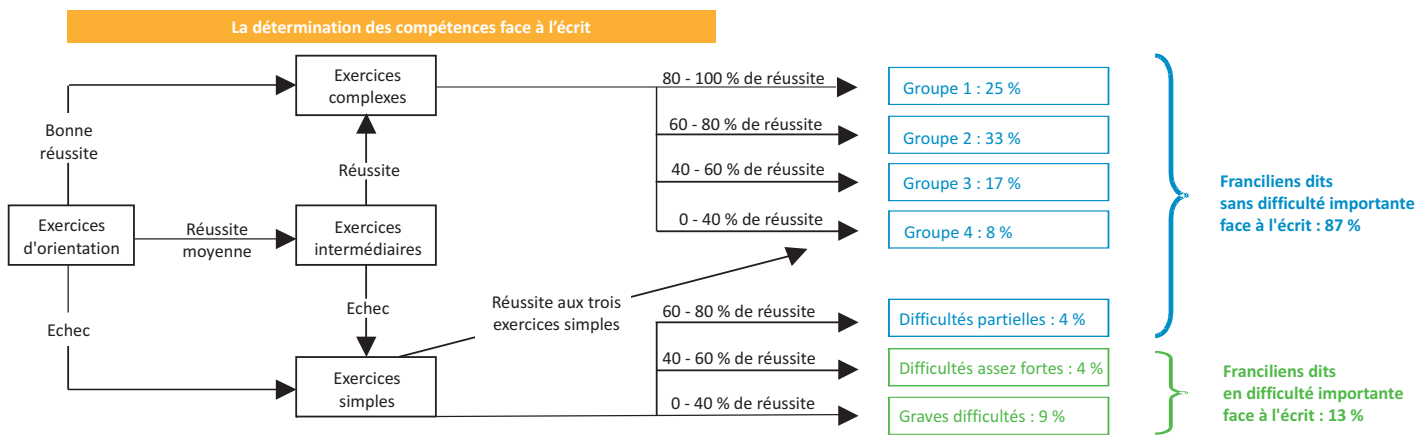 La détermination des compétences face à l'écrit
Exercices
complexes
80 - 100 % de réussite
Groupe 1 : 25 %
Bonne
réussite
60 - 80 % de réussite
Groupe 2 : 33 %
Réussite
40 - 60 % de réussite
Groupe 3 : 17 %
Franciliens dits
sans difficulté importante
face à l'écrit : 87 %
Exercices
d'orientation
Réussite
moyenne
Exercices
intermédiaires
0 - 40 % de réussite
Groupe 4 : 8 %
Echec
Echec
Réussite aux trois
exercices simples
60 - 80 % de réussite
Difficultés partielles : 4 %
Exercices
simples
40 - 60 % de réussite
Difficultés assez fortes : 4 %
0 - 40 % de réussite
Graves difficultés : 9 %
Franciliens dits
en difficulté importante
face à l'écrit : 13 %